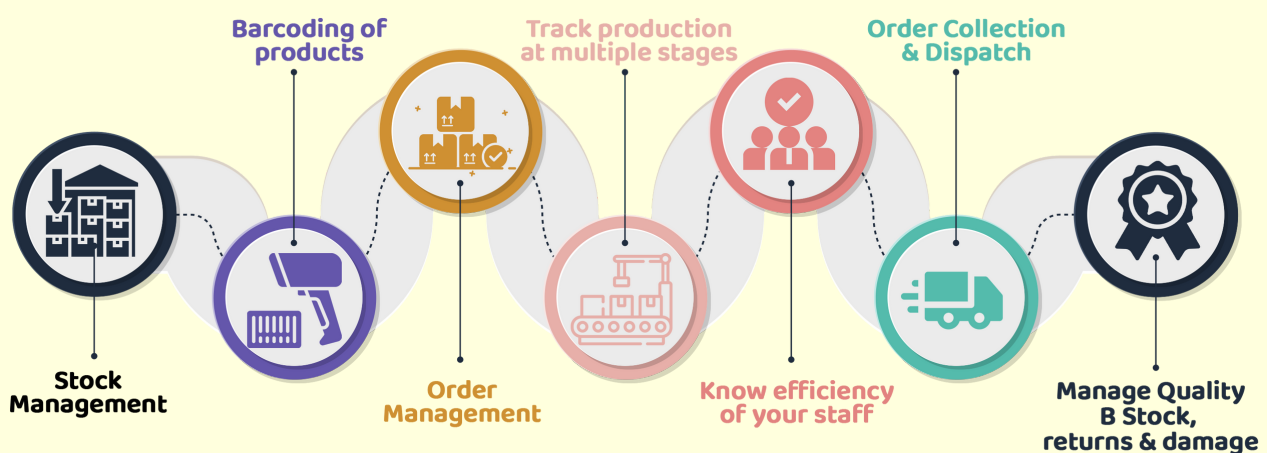 Stock
Management
Barcoding of
products
Order
Management
Track production
at multiple stages
Know efficiency
of your staff
Order Collection
& Dispatch
Manage Quality
B Stock,
returns & damage